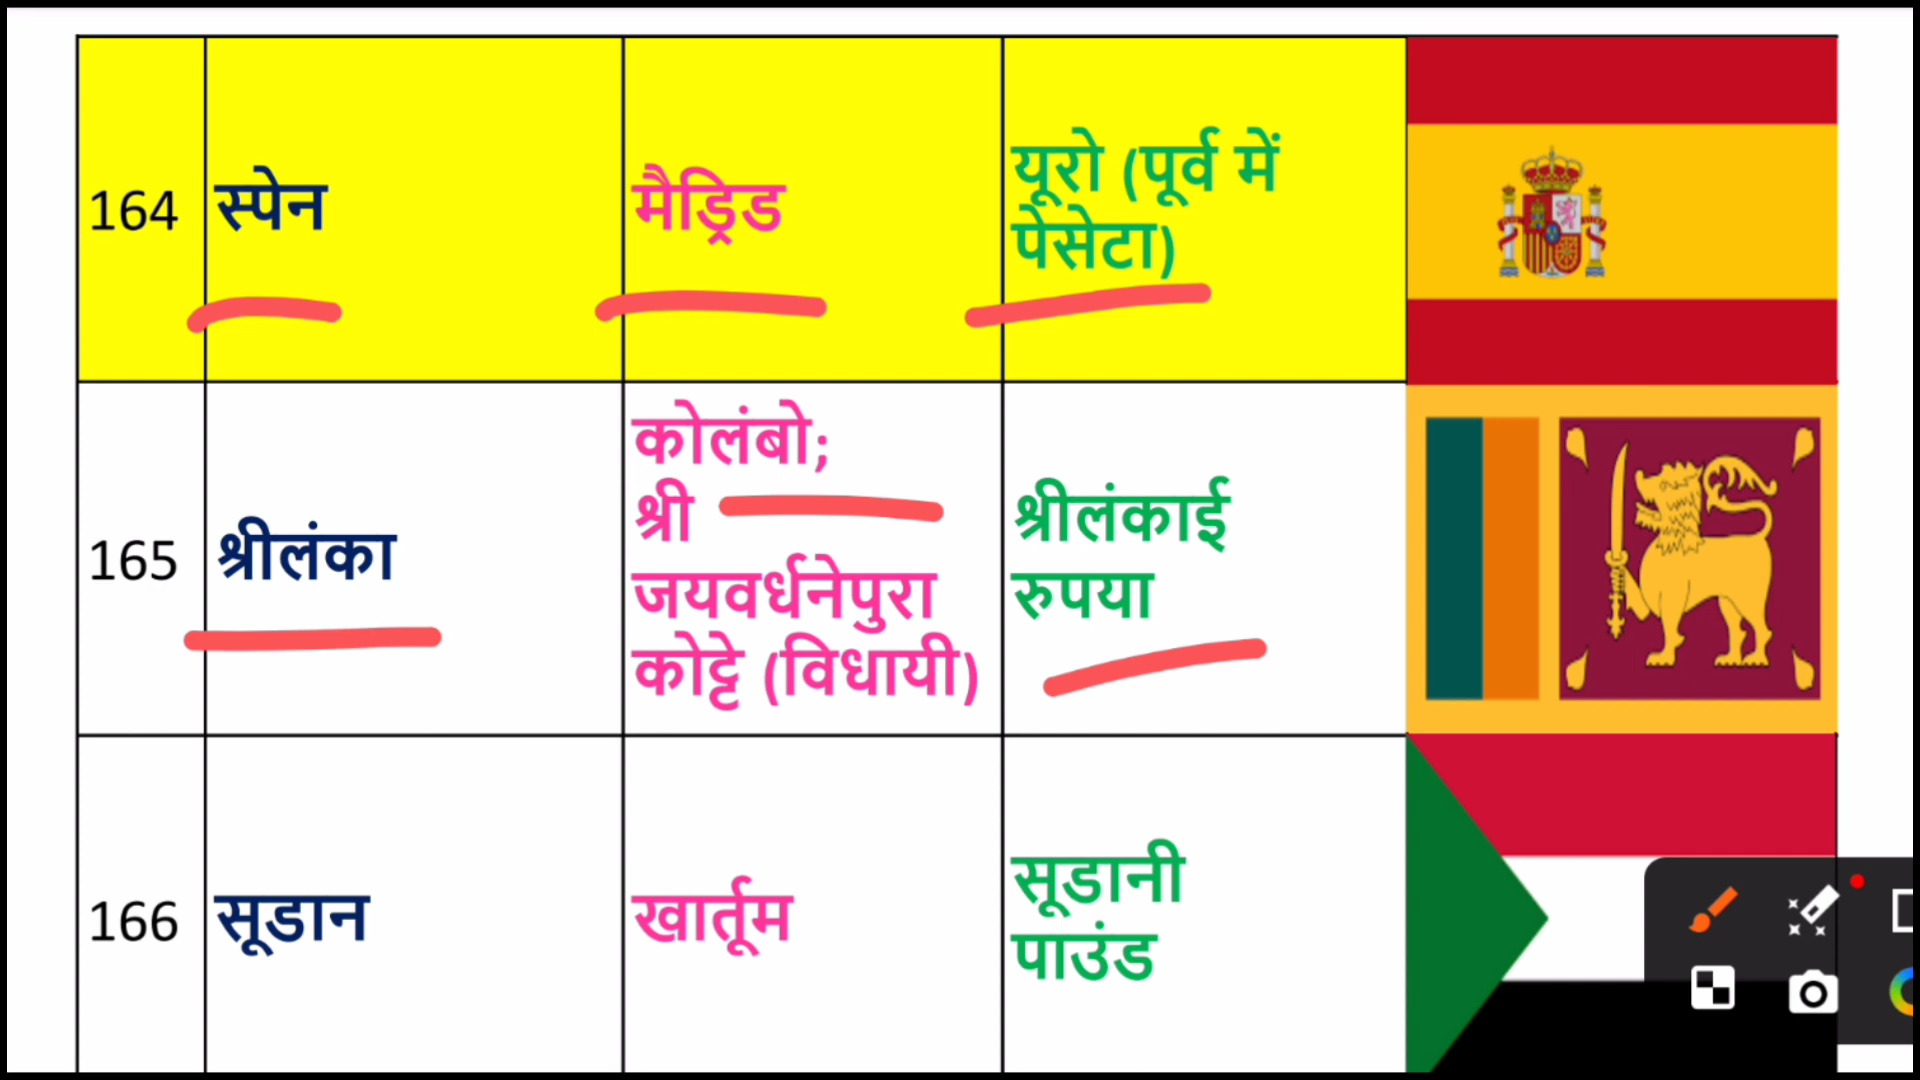 164 स्पेन मैड्रिड यूरो (पूर्व में
पेसेटा)
165 श्रीलंका कोलंबो;
श्री
जयवर्धनेपुरा
कोट्टे (विधायी) श्रीलंकाई
रुपया
166 सूडान खार्तूम सूडानी
पाउंड